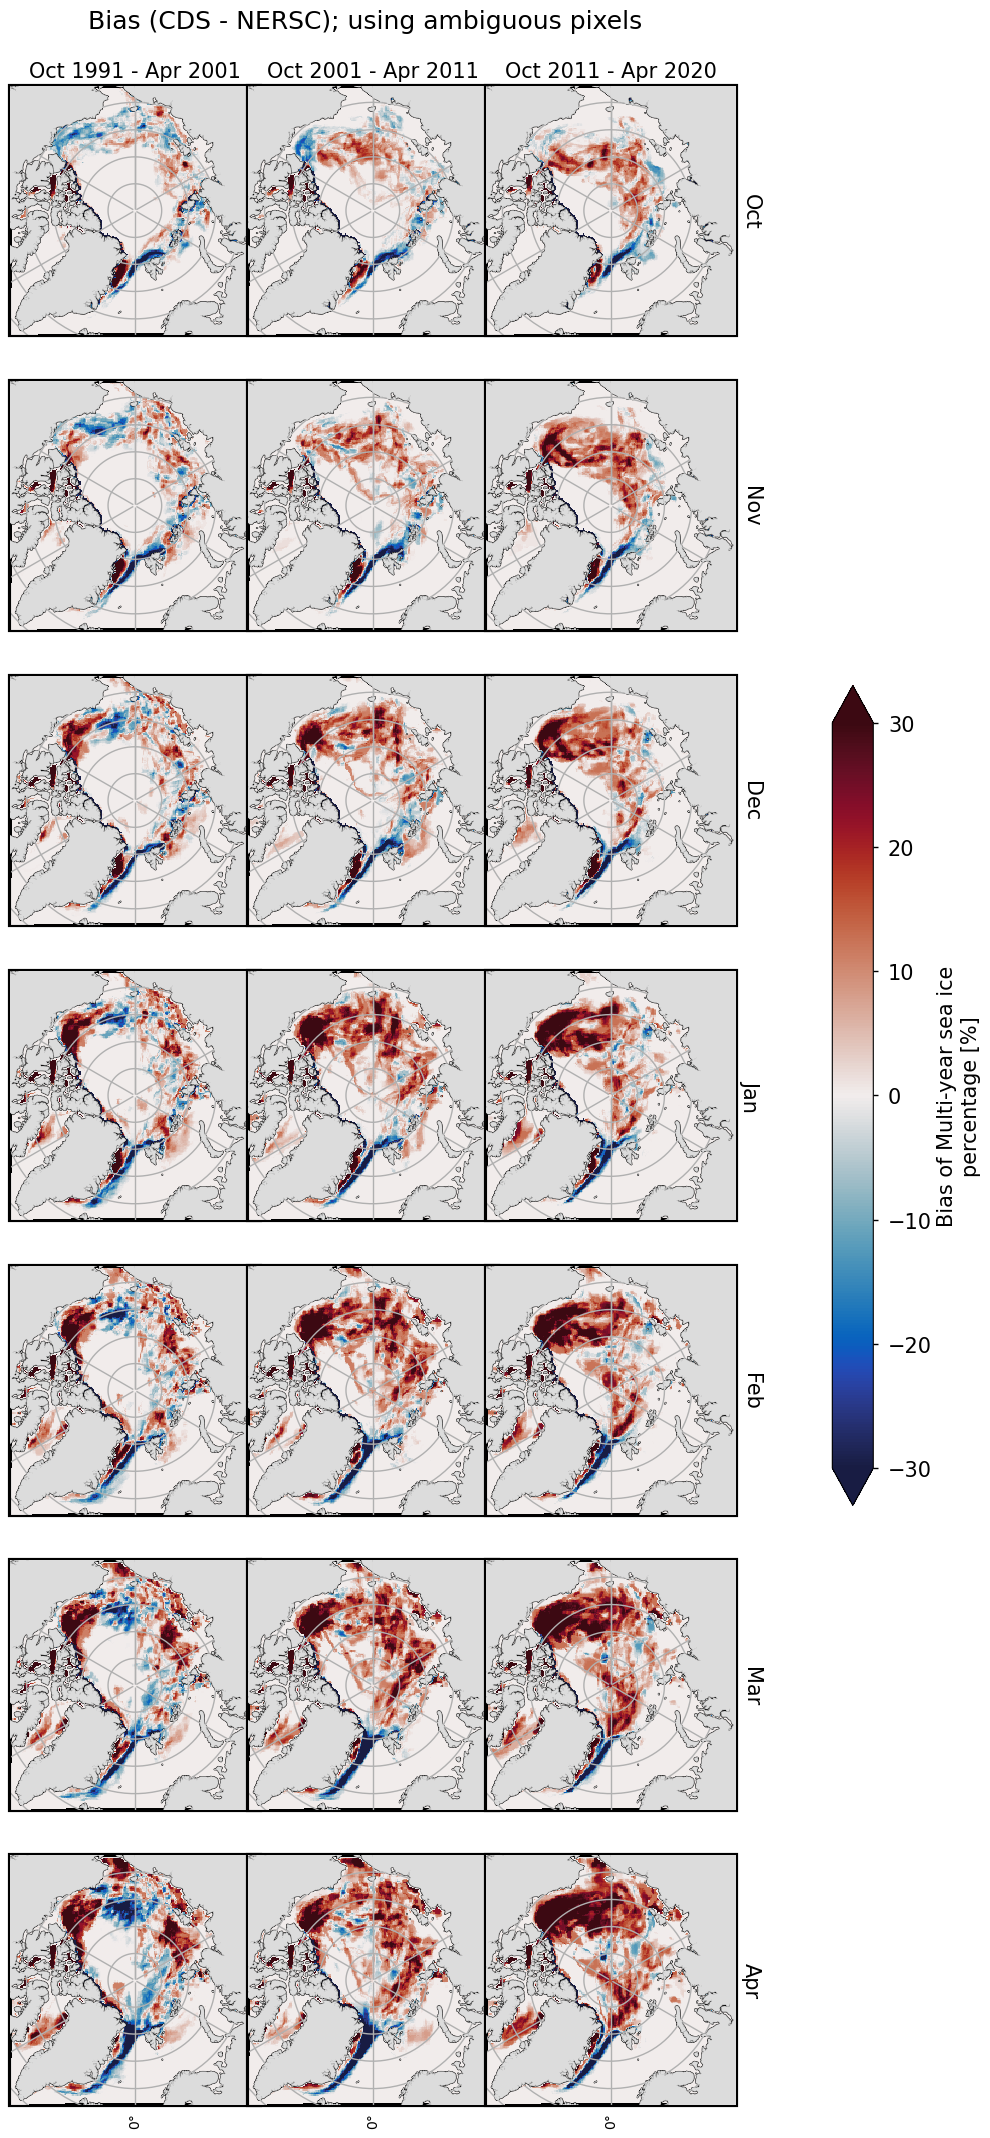 Bias (CDS - NERSC); using ambiguous pixels
Oct 1991 - Apr 2001
Oct 2001 - Apr 2011
Oct 2011 - Apr 2020
Oct
Nov
Dec
Jan
Feb
Mar
Apr
30
20
10
0
−10
−20
−30
Bias of Multi-year sea ice
percentage [%]
0°
0°
0°